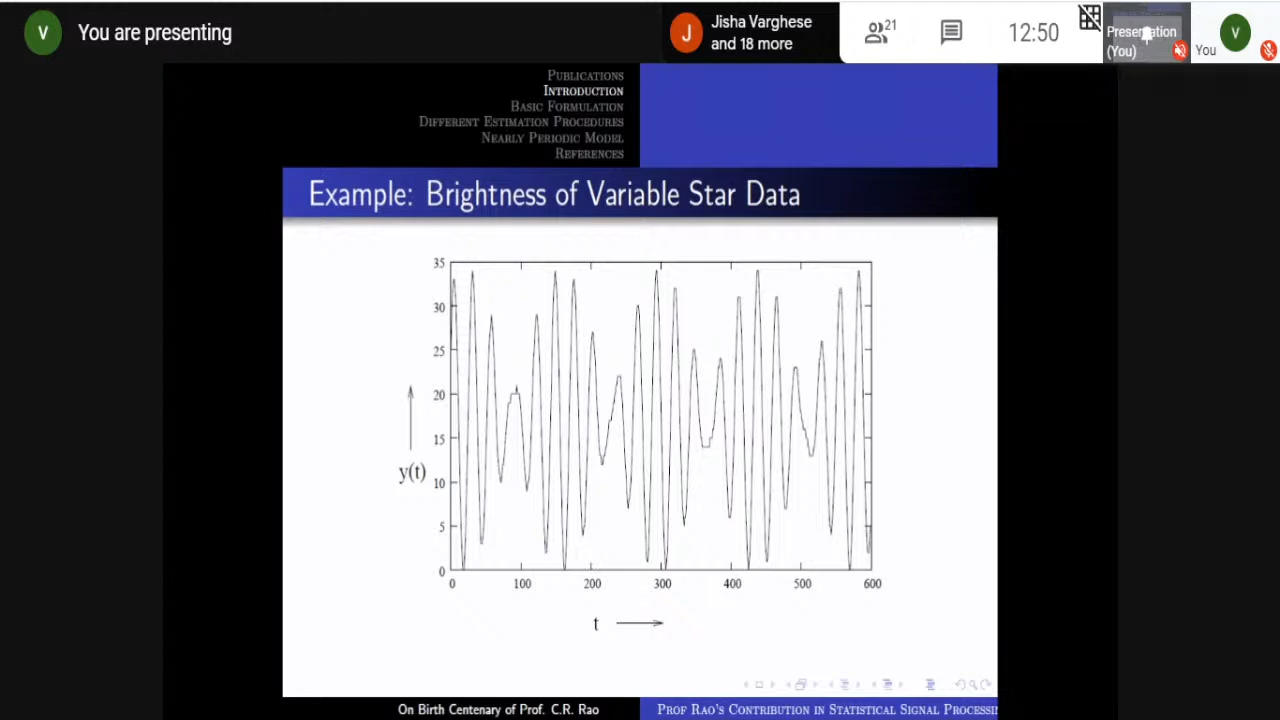 V
You are presenting
J
Jisha Varghese
and 18 more
21
12:50
Presentation
(You)
You
V
PUBLICATIONS
INTRODUCTION
BASIC FORMULATION
DIFFERENT ESTIMATION PROCEDURES
NEARLY PERIODIC MODEL
REFERENCES
Example: Brightness of Variable Star Data
35
30
25
20
15
y(t)
10
5
0
0 100 200 300 400 500 600
t
On Birth Centenary of Prof. C.R. Rao
PROF RAO'S CONTRIBUTION IN STATISTICAL SIGNAL